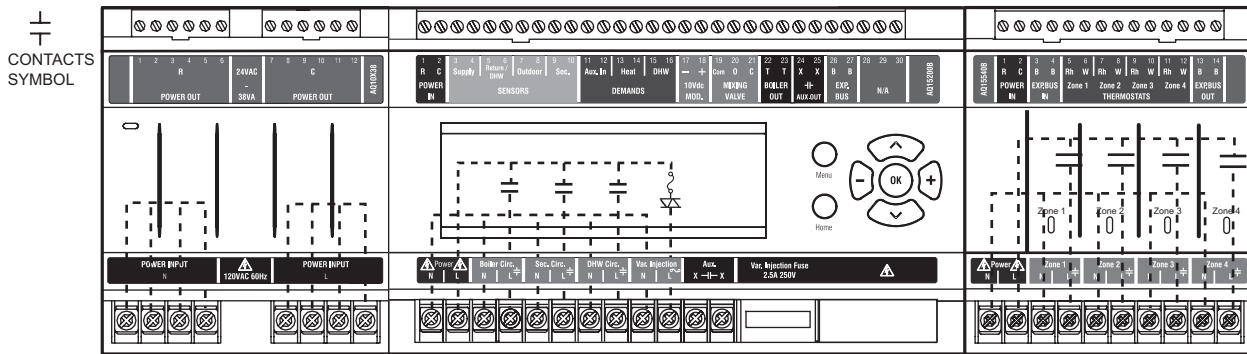 CONTACTS
SYMBOL
1 2 3 4 5 6 7 8 9 10 11 12
R 24VAC C
-
POWER OUT 38VA POWER OUT
AQ10X38
POWER INPUT POWER INPUT
N 120VAC 60Hz L
1 2 3 4 5 6 7 8 9 10 11 12 13 14 15 16 17 18 19 20 21 22 23 24 25 26 27 28 29 30
R C Supply Return / DHW Outdoor Sec. Aux. In Heat DHW - + Com O C T T X X B B
POWER IN SENSORS DEMANDS 10Vdc MOD. MIXING VALVE BOILER OUT AUX.OUT EXP. BUS N/A
AQ15200B
Menu
Home
OK
- +
Power Boiler Circ. Sec. Circ. DHW Circ. Var. Injection Aux. Var. Injection Fuse
N L N L N L N L N L X X 2.5A 250V
AQ15540B
1 2 3 4 5 6 7 8 9 10 11 12 13 14
R C B B Rh W Rh W Rh W Rh W B B
POWER IN EXP.BUS IN Zone 1 Zone 2 Zone 3 Zone 4 EXP.BUS OUT
THERMOSTATS
Zone 1 Zone 2 Zone 3 Zone 4
Power Zone 1 Zone 2 Zone 3 Zone 4
N L N L N L N L N L